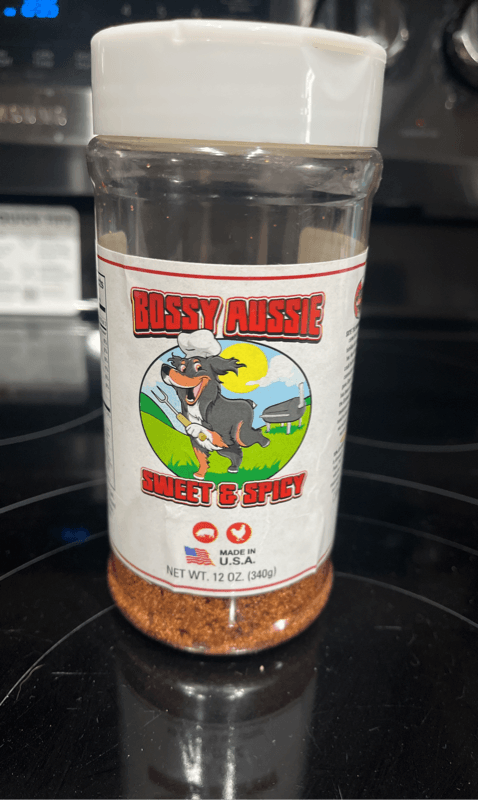 BOSSY AUSSIE
SWEET & SPICY
MADE IN
U.S.A.
NET WT. 12 OZ. (340g)